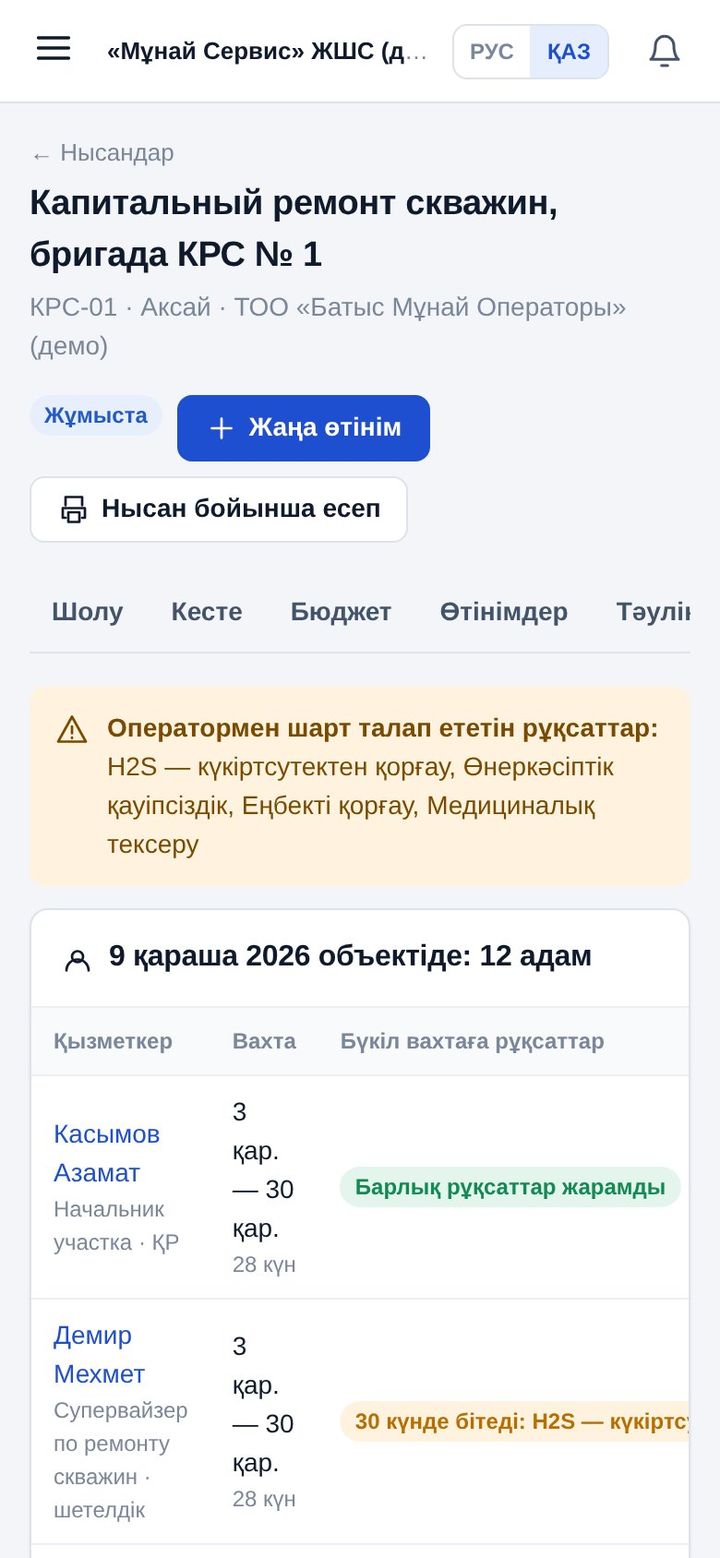 «Мұнай Сервис» ЖШС (д…
РУС ҚАЗ
← Нысандар
Капитальный ремонт скважин,
бригада КРС № 1
КРС-01 · Аксай · ТОО «Батыс Мұнай Операторы»
(демо)
Жұмыста
+ Жаңа өтінім
Нысан бойынша есеп
Шолу Кесте Бюджет Өтінімдер
Оператормен шарт талап ететін рұқсаттар:
H2S — күкіртсутектен қорғау, Өнеркәсіптік
қауіпсіздік, Еңбекті қорғау, Медициналық
тексеру
9 қараша 2026 объектіде: 12 адам
Қызметкер Вахта Бүкіл вахтаға рұқсаттар
Касымов
Азамат
Начальник
участка · ҚР
3
қар.
— 30
қар.
28 күн
Барлық рұқсаттар жарамды
Демир
Мехмет
Супервайзер
по ремонту
скважин ·
шетелдік
3
қар.
— 30
қар.
28 күн
30 күнде бітеді: H2S —